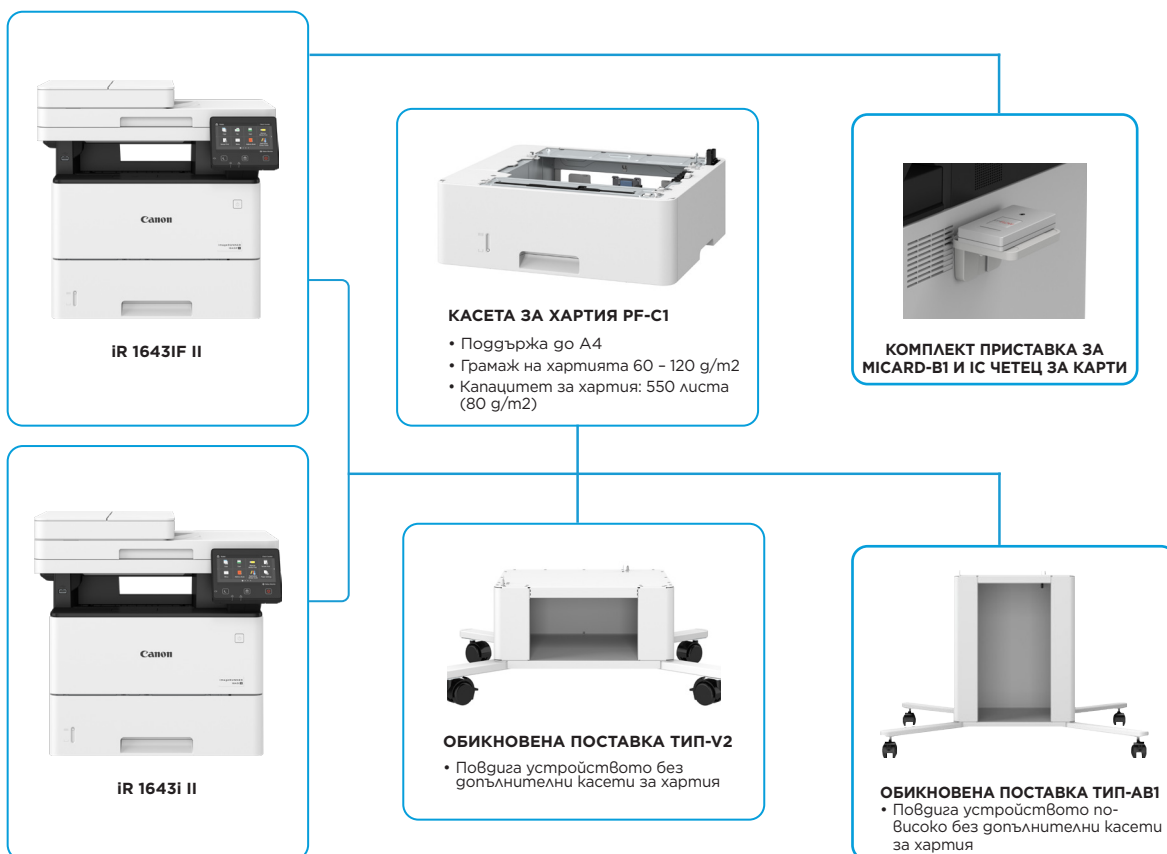 Canon
iR 1643IF II
КАСЕТА ЗА ХАРТИЯ PF-C1
• Поддържа до A4
• Грамаж на хартията 60 – 120 g/m2
• Капацитет за хартия: 550 листа
(80 g/m2)
КОМПЛЕКТ ПРИСТАВКА ЗА
MICARD-B1 И IC ЧЕТЕЦ ЗА КАРТИ
Canon
iR 1643i II
ОБИКНОВЕНА ПОСТАВКА ТИП-V2
• Повдига устройството без
допълнителни касети за хартия
ОБИКНОВЕНА ПОСТАВКА ТИП-AB1
• Повдига устройството по-
високо без допълнителни касети
за хартия